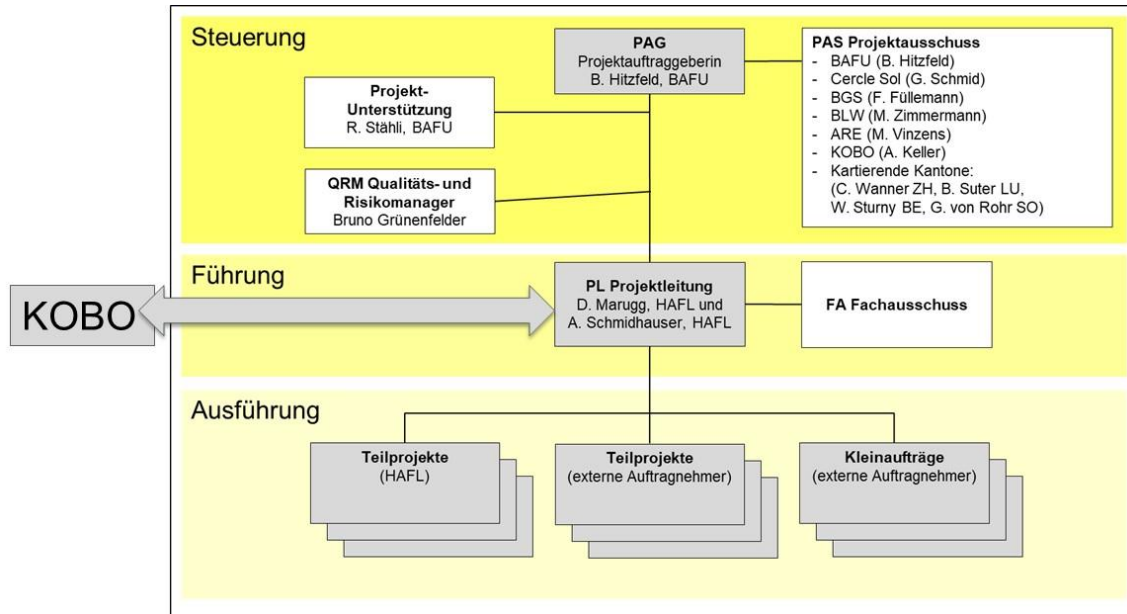 Steuerung
PAG
Projektauftraggeberin
B. Hitzfeld, BAFU
PAS Projektausschuss
- BAFU (B. Hitzfeld)
- Cercle Sol (G. Schmid)
- BGS (F. Füllemann)
- BLW (M. Zimmermann)
- ARE (M. Vinzens)
- KOBO (A. Keller)
- Kartierende Kantone:
(C. Wanner ZH, B. Suter LU,
W. Sturny BE, G. von Rohr SO)
Projekt-
Unterstützung
R. Stähli, BAFU
QRM Qualitäts- und
Risikomanager
Bruno Grünenfelder
Führung
KOBO
PL Projektleitung
D. Marugg, HAFL und
A. Schmidhauser, HAFL
FA Fachausschuss
Ausführung
Teilprojekte
(HAFL)
Teilprojekte
(externe Auftragnehmer)
Kleinaufträge
(externe Auftragnehmer)